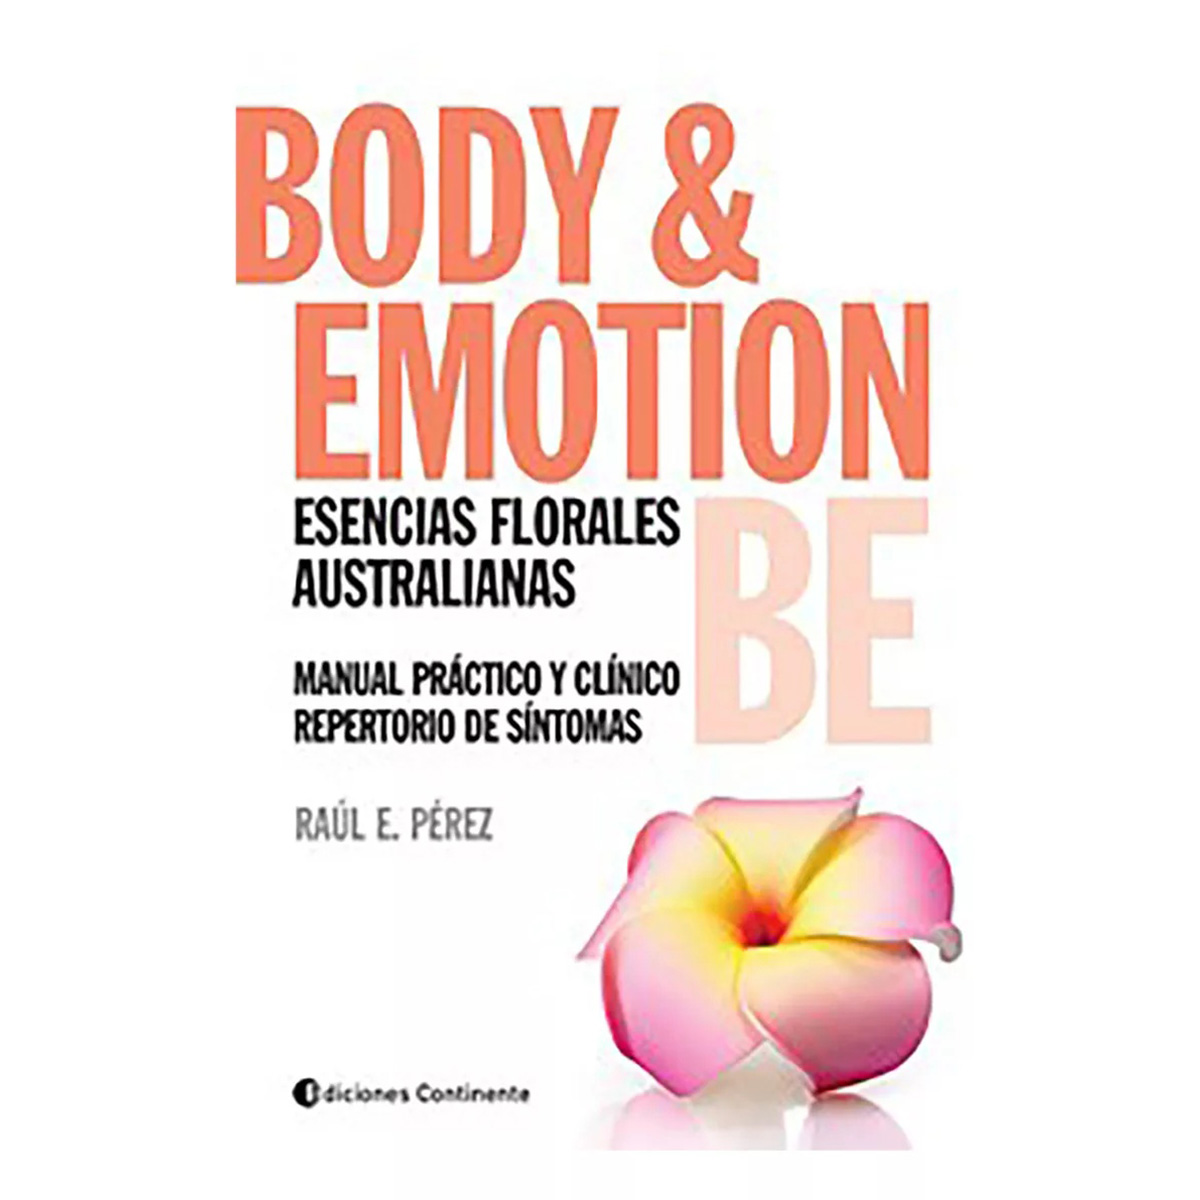 BODY &
EMOTION
ESENCIAS FLORALES
AUSTRALIANAS
BE
MANUAL PRÁCTICO Y CLÍNICO
REPERTORIO DE SÍNTOMAS
RAÚL E. PÉREZ
Ediciones Continente